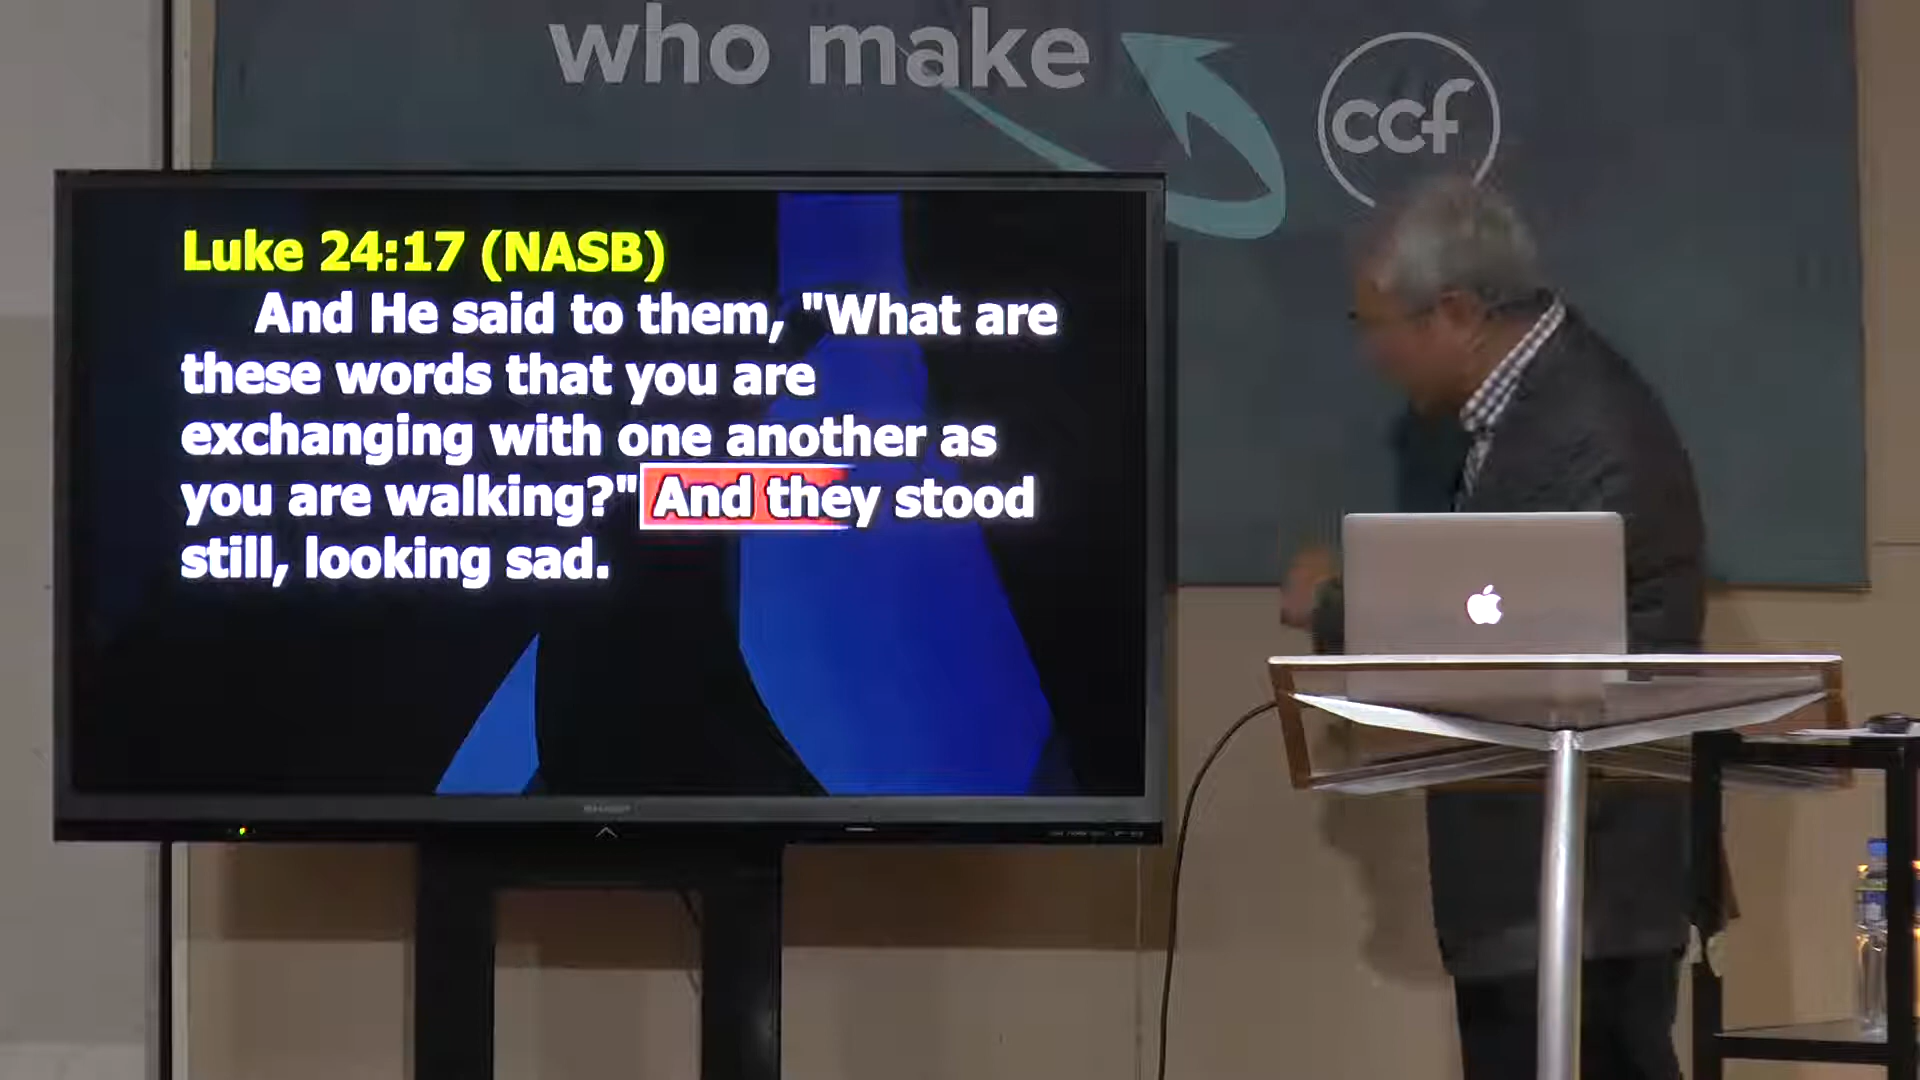 who make
ccf
Luke 24:17 (NASB)
And He said to them, "What are
these words that you are
exchanging with one another as
you are walking?" And they stood
still, looking sad.